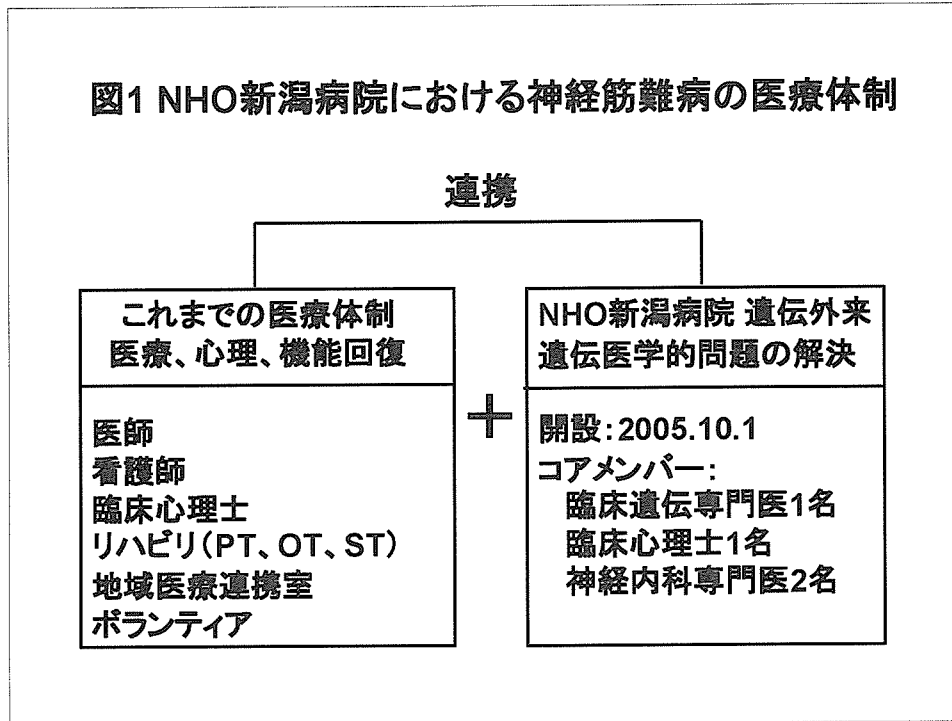 図1 NHO新潟病院における神経筋難病の医療体制
連携
これまでの医療体制
医療、心理、機能回復
医師
看護師
臨床心理士
リハビリ(PT、OT、ST)
地域医療連携室
ボランティア
+
NHO新潟病院 遺伝外来
遺伝医学的問題の解決
開設:2005.10.1
コアメンバー:
臨床遺伝専門医1名
臨床心理士1名
神経内科専門医2名